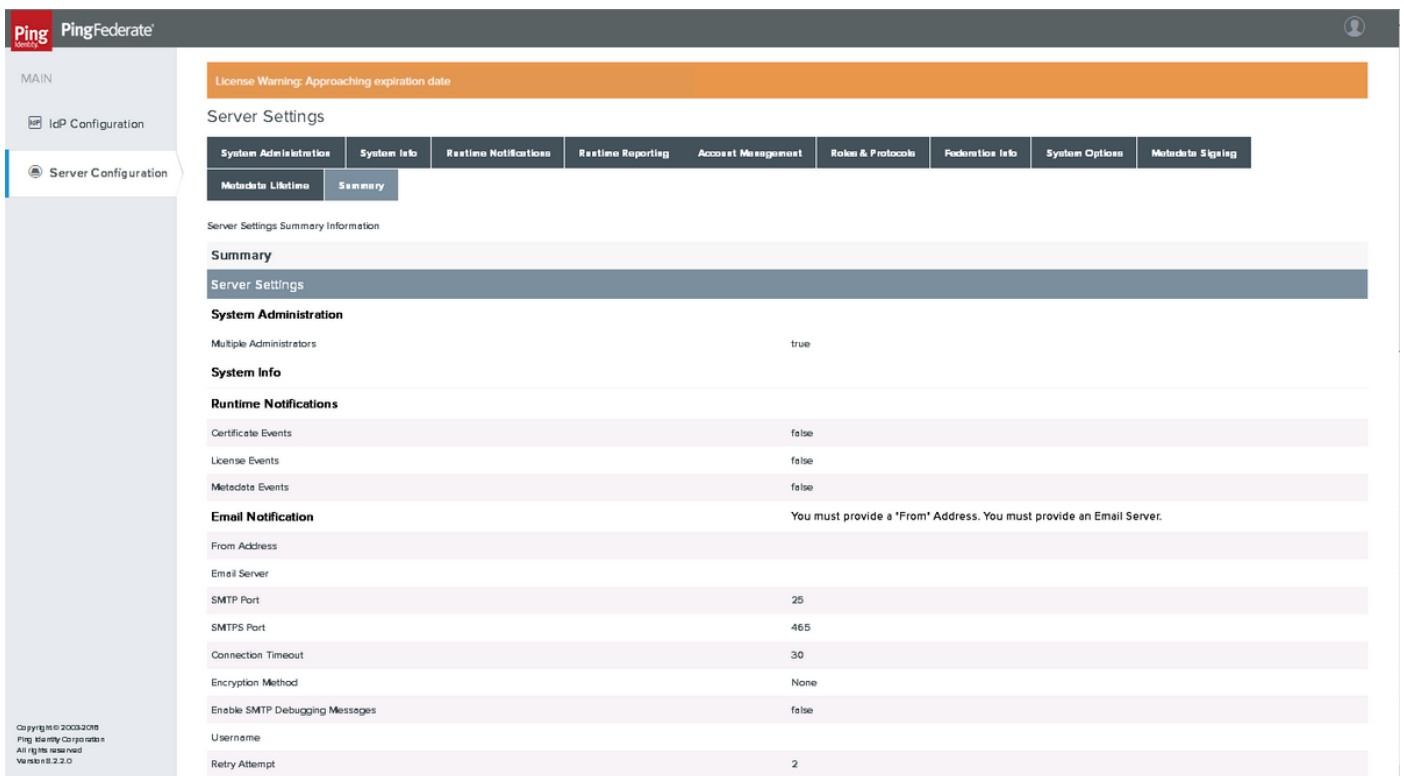 Ping
Identity.
PingFederate®
MAIN
License Warning: Approaching expiration date
IdP
IdP Configuration
Server Configuration
Server Settings
System Administration
System Info
Runtime Notifications
Runtime Reporting
Account Management
Roles & Protocols
Federation Info
System Options
Metadata Signing
Metadata Lifetime
Summary
Server Settings Summary Information
Summary
Server Settings
System Administration
Multiple Administrators true
System Info
Runtime Notifications
Certificate Events false
License Events false
Metadata Events false
Email Notification You must provide a "From" Address. You must provide an Email Server.
From Address
Email Server
SMTP Port 25
SMTPS Port 465
Connection Timeout 30
Encryption Method None
Enable SMTP Debugging Messages false
Username
Retry Attempt 2
Copyright © 2003-2016
Ping Identity Corporation
All rights reserved
Version 8.2.2.0